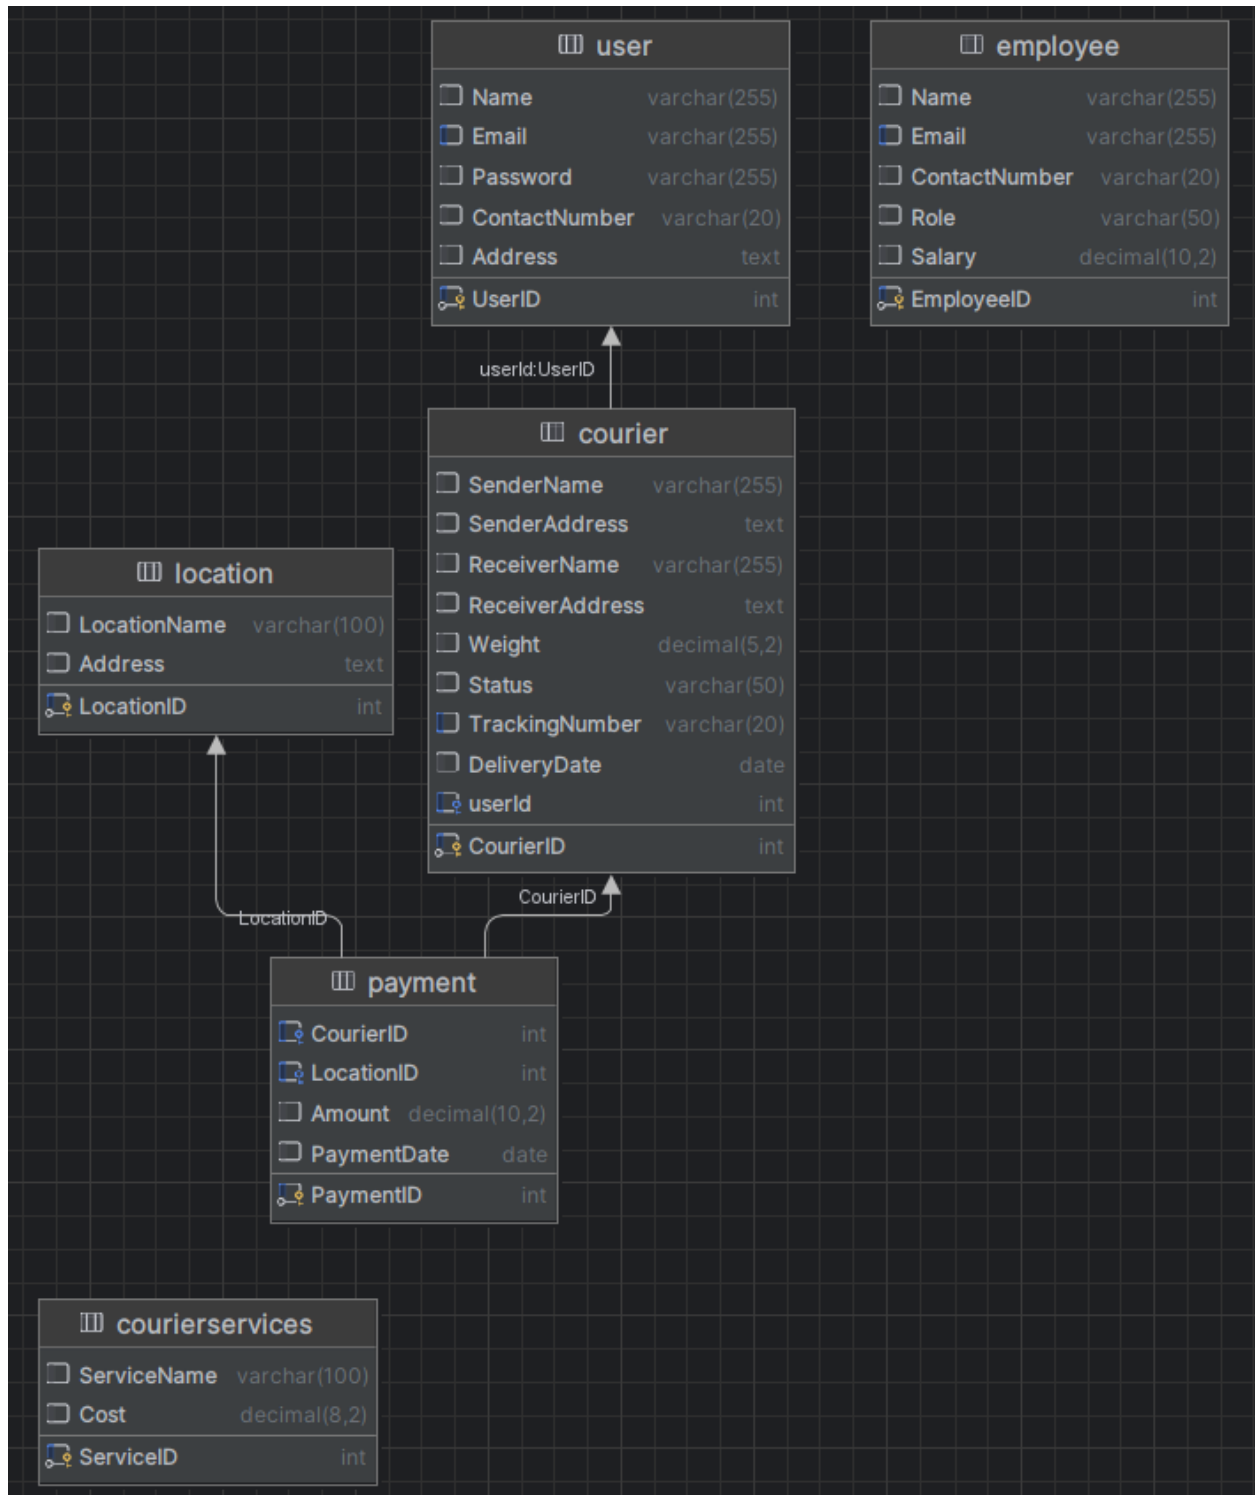 user
Name varchar(255)
Email varchar(255)
Password varchar(255)
ContactNumber varchar(20)
Address text
UserID int
employee
Name varchar(255)
Email varchar(255)
ContactNumber varchar(20)
Role varchar(50)
Salary decimal(10,2)
EmployeeID int
userId:UserID
courier
SenderName varchar(255)
SenderAddress text
ReceiverName varchar(255)
ReceiverAddress text
Weight decimal(5,2)
Status varchar(50)
TrackingNumber varchar(20)
DeliveryDate date
userId int
CourierID int
location
LocationName varchar(100)
Address text
LocationID int
LocationID
CourierID
payment
CourierID int
LocationID int
Amount decimal(10,2)
PaymentDate date
PaymentID int
courierservices
ServiceName varchar(100)
Cost decimal(8,2)
ServiceID int